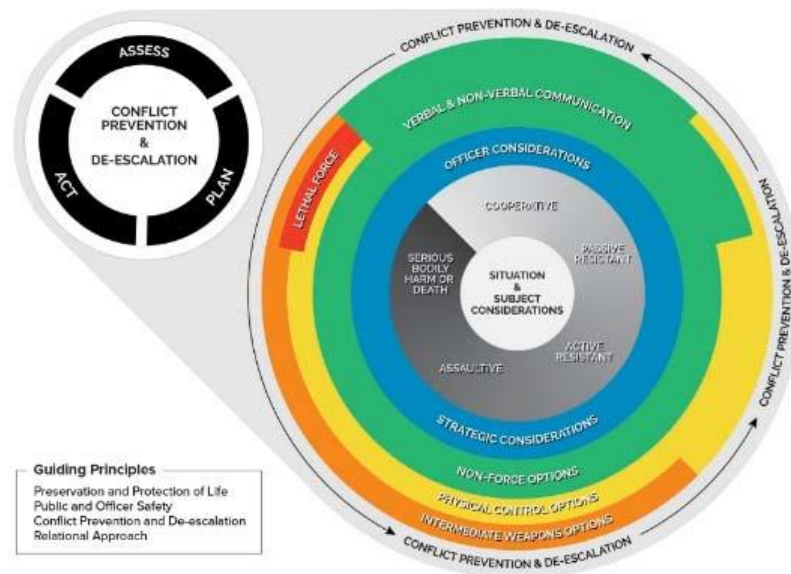 ASSESS
PLAN
ACT
CONFLICT
PREVENTION
&
DE-ESCALATION
CONFLICT PREVENTION & DE-ESCALATION
CONFLICT PREVENTION & DE-ESCALATION
CONFLICT PREVENTION & DE-ESCALATION
VERBAL & NON-VERBAL COMMUNICATION
LETHAL FORCE
OFFICER CONSIDERATIONS
COOPERATIVE
PASSIVE
RESISTANT
SERIOUS
BODILY
HARM OR
DEATH
SITUATION
&
SUBJECT
CONSIDERATIONS
ACTIVE
RESISTANT
ASSAULTIVE
STRATEGIC CONSIDERATIONS
NON-FORCE OPTIONS
PHYSICAL CONTROL OPTIONS
INTERMEDIATE WEAPONS OPTIONS
Guiding Principles
Preservation and Protection of Life
Public and Officer Safety
Conflict Prevention and De-escalation
Relational Approach